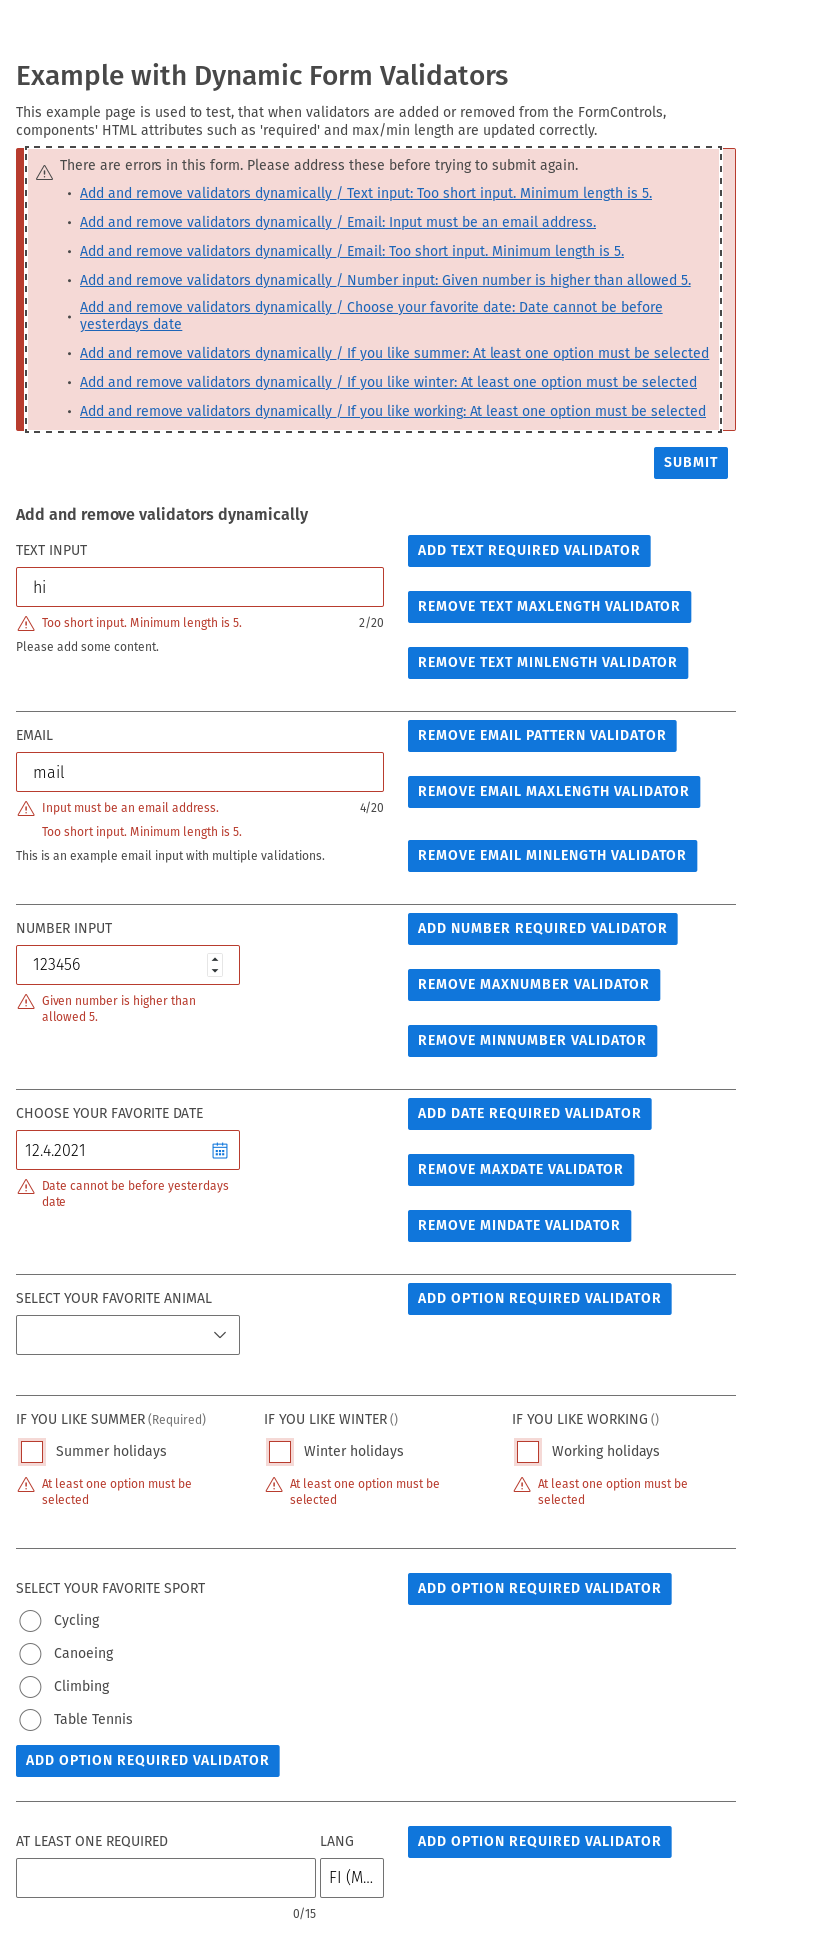 Example with Dynamic Form Validators
This example page is used to test, that when validators are added or removed from the FormControls,
components' HTML attributes such as 'required' and max/min length are updated correctly.
There are errors in this form. Please address these before trying to submit again.
• Add and remove validators dynamically / Text input: Too short input. Minimum length is 5.
• Add and remove validators dynamically / Email: Input must be an email address.
• Add and remove validators dynamically / Email: Too short input. Minimum length is 5.
• Add and remove validators dynamically / Number input: Given number is higher than allowed 5.
• Add and remove validators dynamically / Choose your favorite date: Date cannot be before
yesterdays date
• Add and remove validators dynamically / If you like summer: At least one option must be selected
• Add and remove validators dynamically / If you like winter: At least one option must be selected
• Add and remove validators dynamically / If you like working: At least one option must be selected
SUBMIT
Add and remove validators dynamically
TEXT INPUT
ADD TEXT REQUIRED VALIDATOR
hi
REMOVE TEXT MAXLENGTH VALIDATOR
Too short input. Minimum length is 5. 2/20
Please add some content.
REMOVE TEXT MINLENGTH VALIDATOR
EMAIL
REMOVE EMAIL PATTERN VALIDATOR
mail
REMOVE EMAIL MAXLENGTH VALIDATOR
Input must be an email address. 4/20
Too short input. Minimum length is 5.
This is an example email input with multiple validations.
REMOVE EMAIL MINLENGTH VALIDATOR
NUMBER INPUT
ADD NUMBER REQUIRED VALIDATOR
123456
REMOVE MAXNUMBER VALIDATOR
Given number is higher than
allowed 5.
REMOVE MINNUMBER VALIDATOR
CHOOSE YOUR FAVORITE DATE
ADD DATE REQUIRED VALIDATOR
12.4.2021
REMOVE MAXDATE VALIDATOR
Date cannot be before yesterdays
date
REMOVE MINDATE VALIDATOR
SELECT YOUR FAVORITE ANIMAL
ADD OPTION REQUIRED VALIDATOR
IF YOU LIKE SUMMER (Required)
Summer holidays
At least one option must be
selected
IF YOU LIKE WINTER ()
Winter holidays
At least one option must be
selected
IF YOU LIKE WORKING ()
Working holidays
At least one option must be
selected
SELECT YOUR FAVORITE SPORT
ADD OPTION REQUIRED VALIDATOR
Cycling
Canoeing
Climbing
Table Tennis
ADD OPTION REQUIRED VALIDATOR
AT LEAST ONE REQUIRED
LANG
ADD OPTION REQUIRED VALIDATOR
FI (M...
0/15